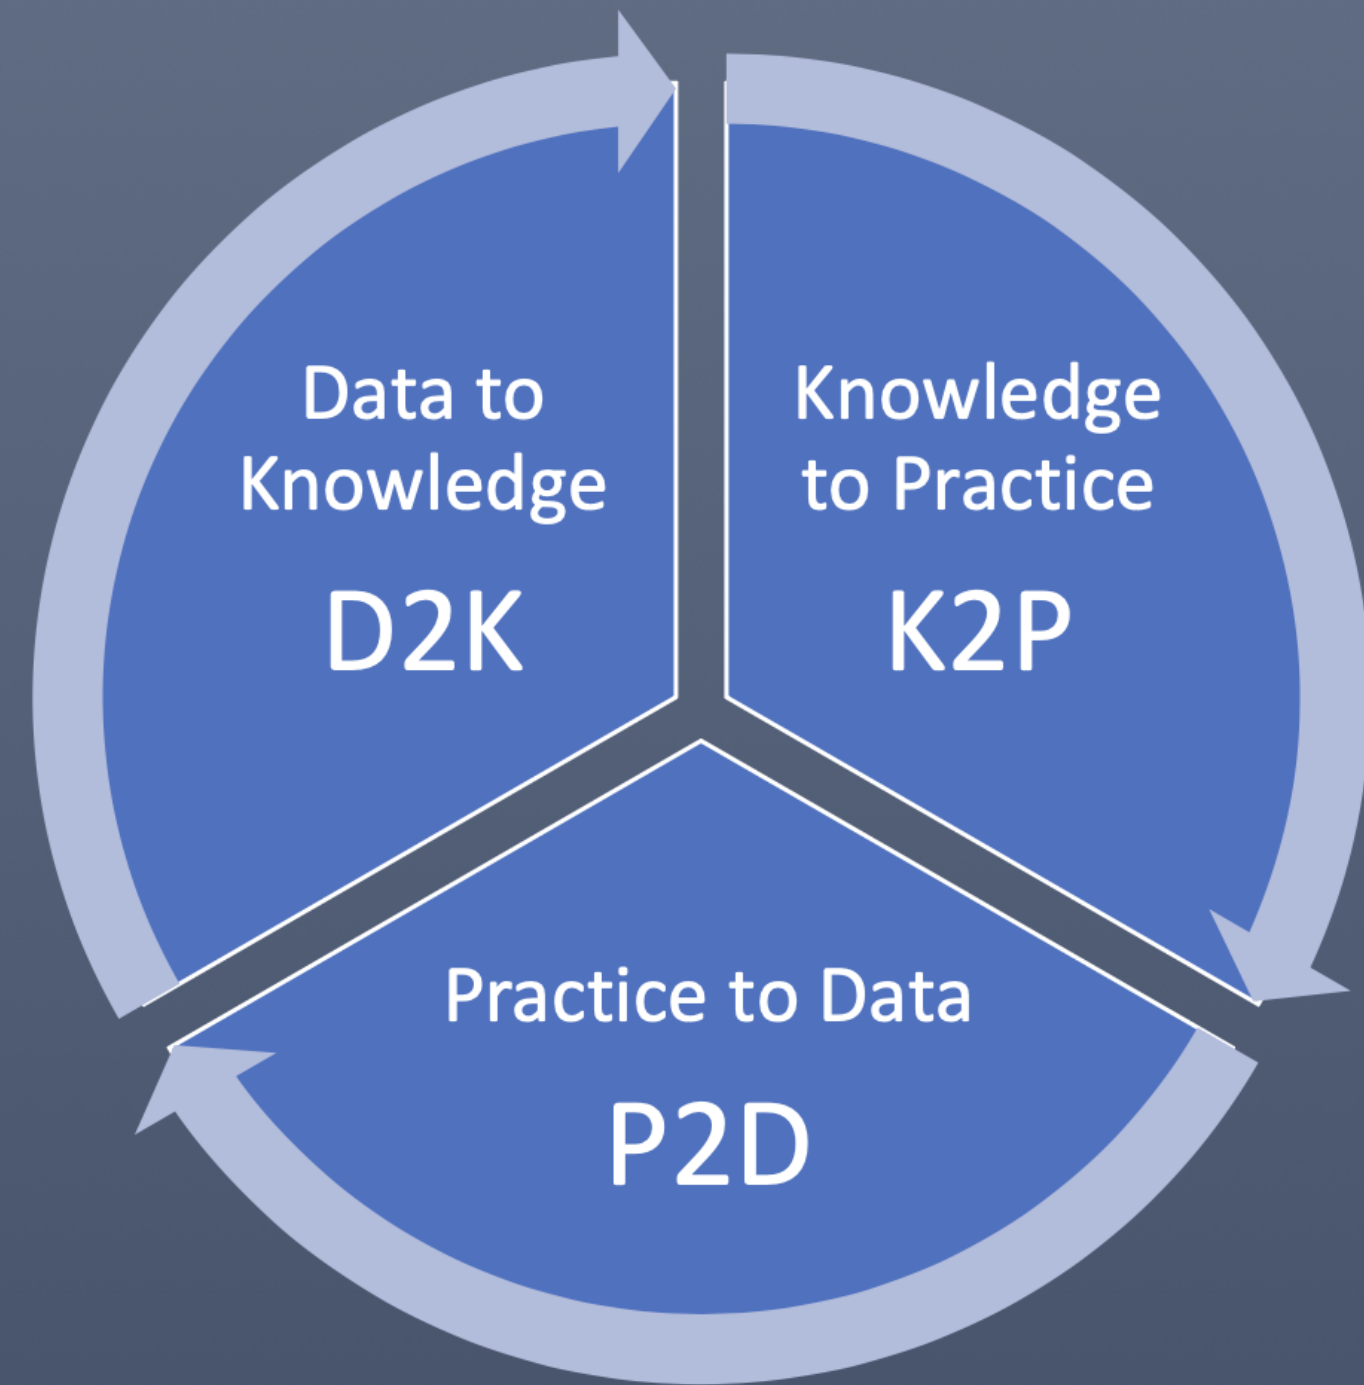 Data to
Knowledge
D2K
Knowledge
to Practice
K2P
Practice to Data
P2D